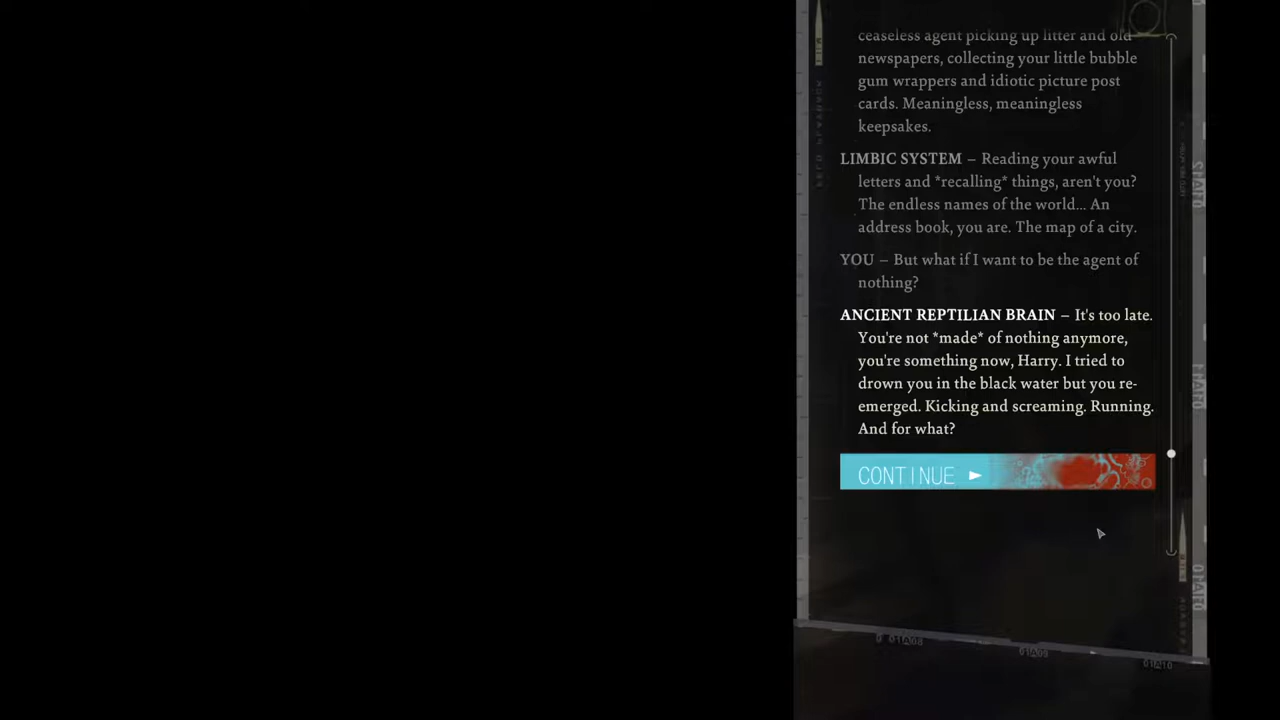 ceaseless agent picking up litter and old
newspapers, collecting your little bubble
gum wrappers and idiotic picture post
cards. Meaningless, meaningless
keepsakes.
LIMBIC SYSTEM – Reading your awful
letters and *recalling* things, aren't you?
The endless names of the world... An
address book, you are. The map of a city.
YOU – But what if I want to be the agent of
nothing?
ANCIENT REPTILIAN BRAIN – It's too late.
You're not *made* of nothing anymore,
you're something now, Harry. I tried to
drown you in the black water but you re-
emerged. Kicking and screaming. Running.
And for what?
CONTINUE